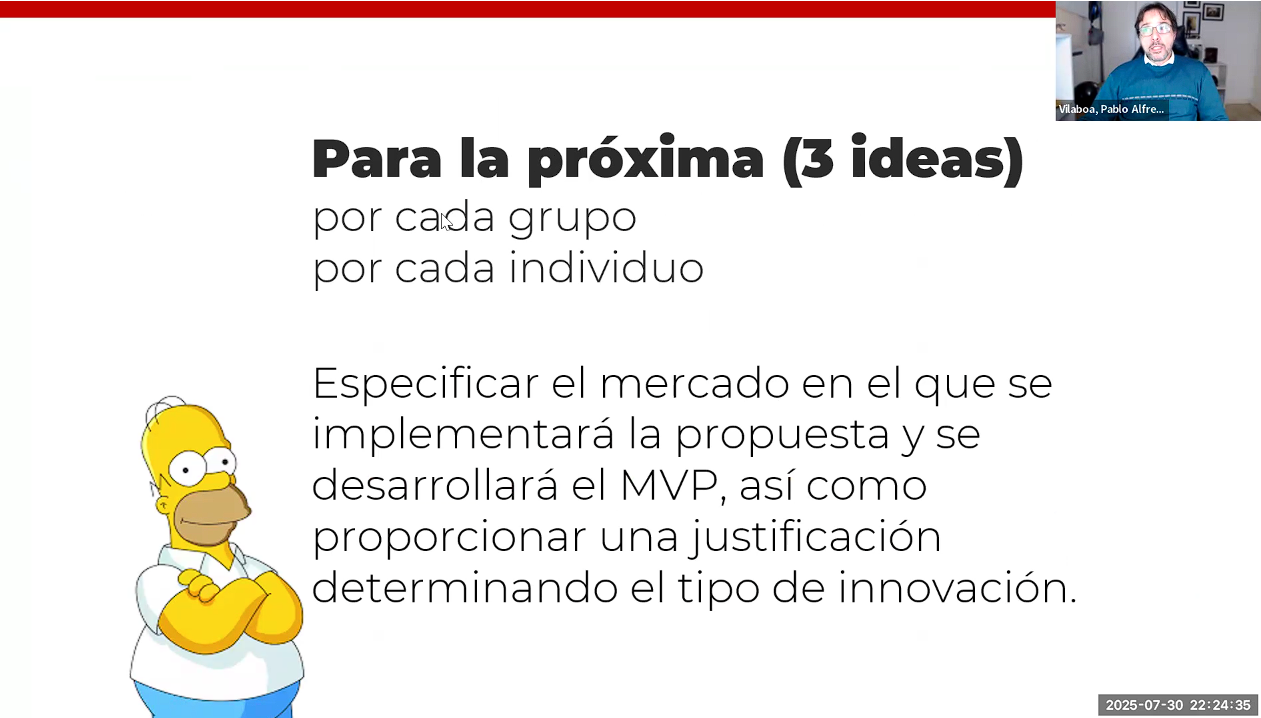 Vilaboa, Pablo Alfre...
Para la próxima (3 ideas)
por cada grupo
por cada individuo
Especificar el mercado en el que se
implementará la propuesta y se
desarrollará el MVP, así como
proporcionar una justificación
determinando el tipo de innovación.
2025-07-30 22:24:35